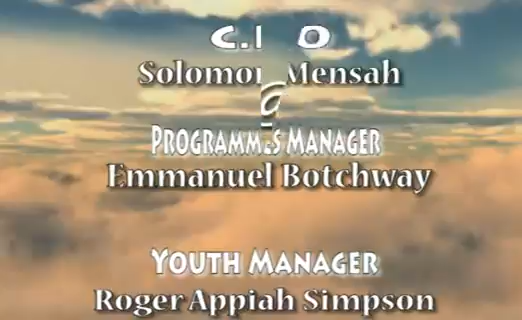 C.I O
Solomon Mensah
@
PROGRAMMES MANAGER
Emmanuel Botchway
YOUTH MANAGER
Roger Appiah Simpson